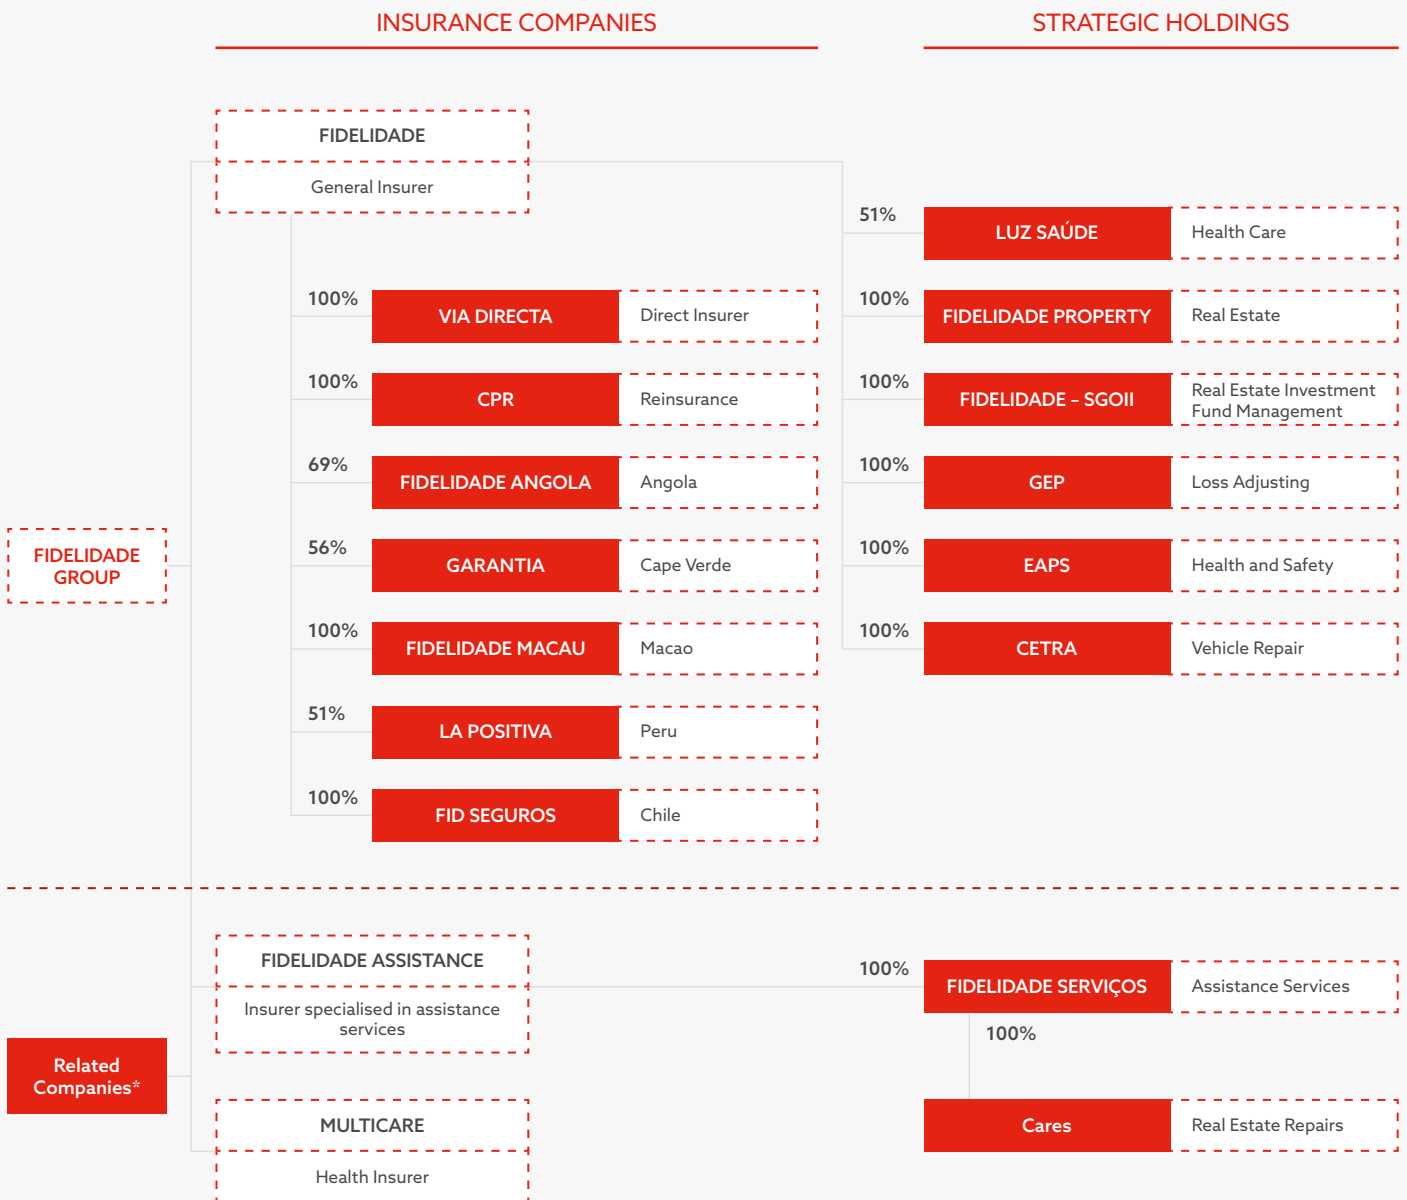 INSURANCE COMPANIES
STRATEGIC HOLDINGS
FIDELIDADE
General Insurer
51%
LUZ SAÚDE
Health Care
100%
VIA DIRECTA
Direct Insurer
100%
FIDELIDADE PROPERTY
Real Estate
100%
CPR
Reinsurance
100%
FIDELIDADE – SGOII
Real Estate Investment
Fund Management
69%
FIDELIDADE ANGOLA
Angola
100%
GEP
Loss Adjusting
FIDELIDADE
GROUP
56%
GARANTIA
Cape Verde
100%
EAPS
Health and Safety
100%
FIDELIDADE MACAU
Macao
100%
CETRA
Vehicle Repair
51%
LA POSITIVA
Peru
100%
FID SEGUROS
Chile
FIDELIDADE ASSISTANCE
Insurer specialised in assistance
services
100%
FIDELIDADE SERVIÇOS
Assistance Services
100%
Related
Companies*
MULTICARE
Health Insurer
Cares
Real Estate Repairs